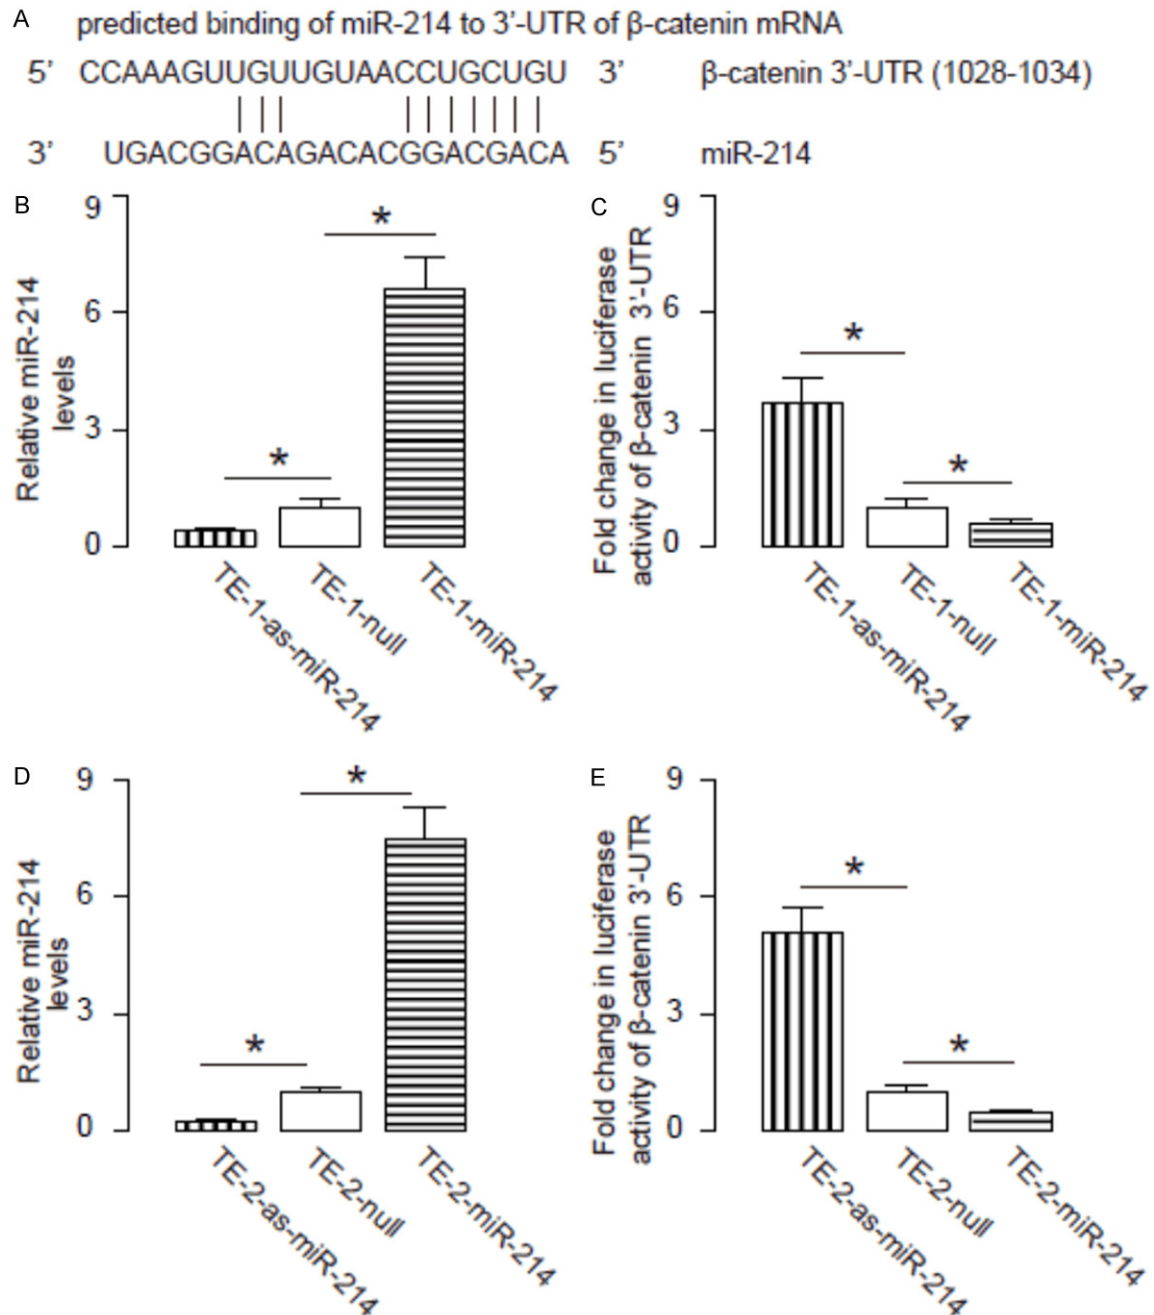 A
predicted binding of miR-214 to 3’-UTR of β-catenin mRNA
5’ CCAAAGUUGUUGUAACCUGCUGU 3’ β-catenin 3’-UTR (1028-1034)
3’ UGACGGACAGACACGGACGACA 5’ miR-214
B
Relative miR-214
levels
9
6
3
0
*
*
TE-1-as-miR-214
TE-1-null
TE-1-miR-214
C
Fold change in luciferase
activity of β-catenin 3’-UTR
9
6
3
0
*
*
TE-1-as-miR-214
TE-1-null
TE-1-miR-214
D
Relative miR-214
levels
9
6
3
0
*
*
TE-2-as-miR-214
TE-2-null
TE-2-miR-214
E
Fold change in luciferase
activity of β-catenin 3’-UTR
9
6
3
0
*
*
TE-2-as-miR-214
TE-2-null
TE-2-miR-214